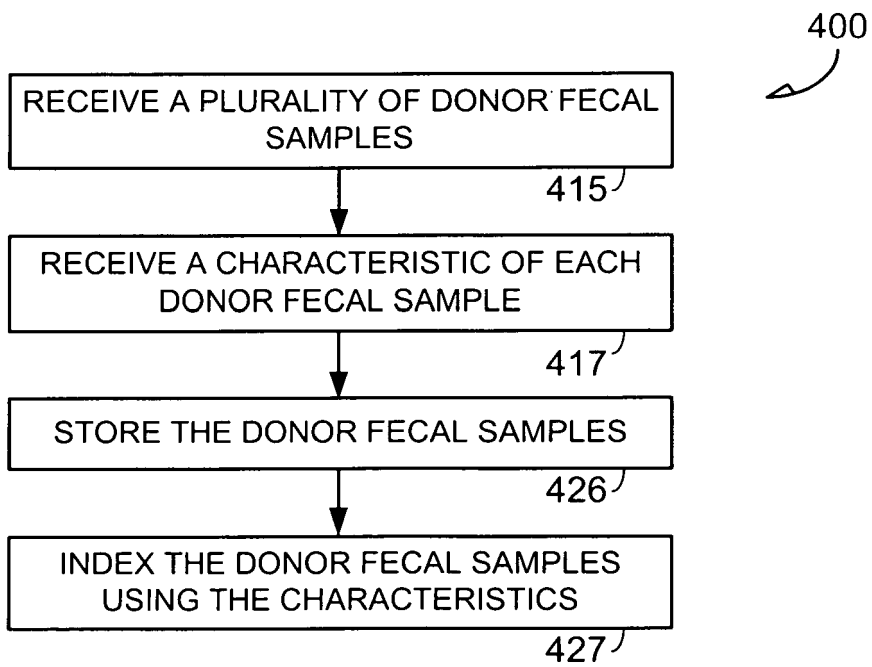 400
RECEIVE A PLURALITY OF DONOR FECAL
SAMPLES
415
RECEIVE A CHARACTERISTIC OF EACH
DONOR FECAL SAMPLE
417
STORE THE DONOR FECAL SAMPLES
426
INDEX THE DONOR FECAL SAMPLES
USING THE CHARACTERISTICS
427